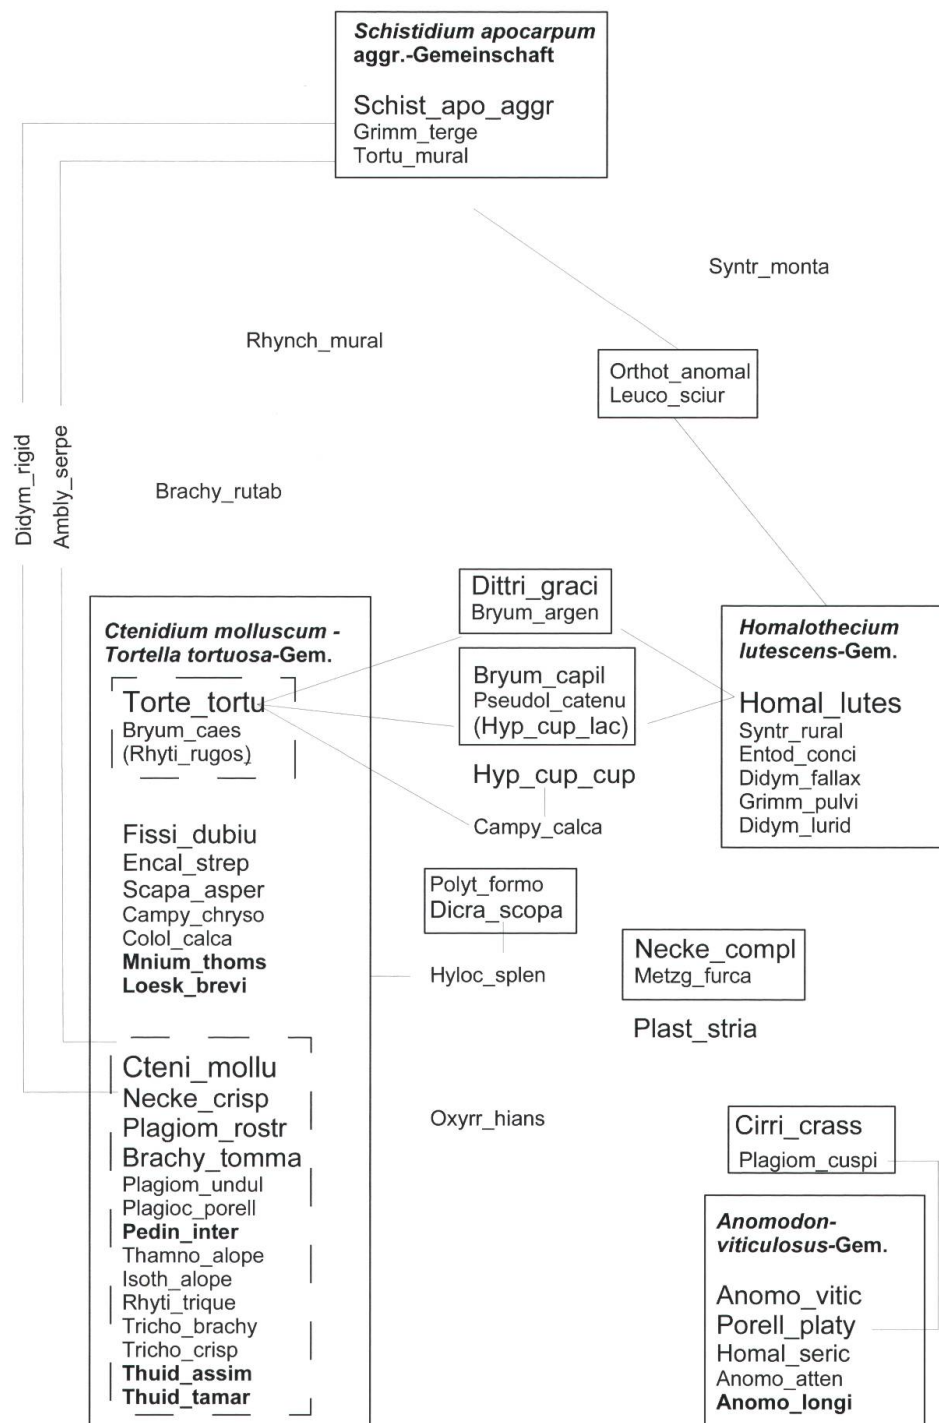 Schistidium apocarpum
aggr.-Gemeinschaft
Schist_apo_aggr
Grimm_terge
Tortu_mural
Syntr_monta
Rhynch_mural
Orthot_anomal
Leuco_sciur
Didym_rigid
Ambly_serpe
Brachy_rutab
Dittri_graci
Bryum_argen
Ctenidium molluscum -
Tortella tortuosa-Gem.
Torte_tortu
Bryum_caes
(Rhyti_rugos)
Bryum_capil
Pseudol_catenu
(Hyp_cup_lac)
Hyp_cup_cup
Campy_calca
Homalothecium
lutescens-Gem.
Homal_lutes
Syntr_rural
Entod_conci
Didym_fallax
Grimm_pulvi
Didym_lurid
Fissi_dubiu
Encal_strep
Scapa_asper
Campy_chryso
Colol_calca
Mnium_thoms
Loesk_brevi
Polyt_formo
Dicra_scopa
Hyloc_splen
Necke_compl
Metzg_furca
Plast_stria
Cteni_mollu
Necke_crisp
Plagiom_rostr
Brachy_tomma
Plagiom_undul
Plagioc_porell
Pedin_inter
Thamno_alope
Isoth_alope
Rhyti_trique
Tricho_brachy
Tricho_crisp
Thuid_assim
Thuid_tamar
Oxyrr_hians
Cirri_crass
Plagiom_cuspi
Anomodon-
viticulosus-Gem.
Anomo_vitic
Porell_platy
Homal_seric
Anomo_atten
Anomo_longi